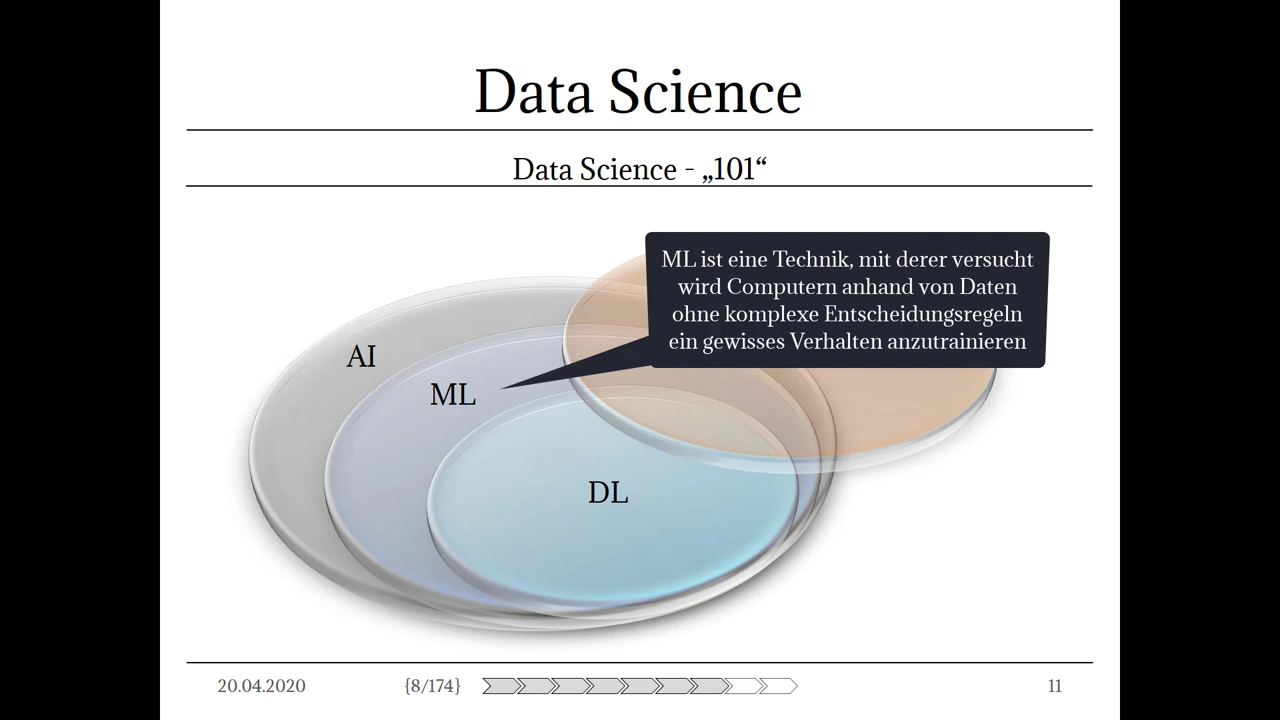 Data Science
Data Science - „101“
ML ist eine Technik, mit derer versucht
wird Computern anhand von Daten
ohne komplexe Entscheidungsregeln
ein gewisses Verhalten anzutrainieren
AI
ML
DL
20.04.2020
{8/174}
11